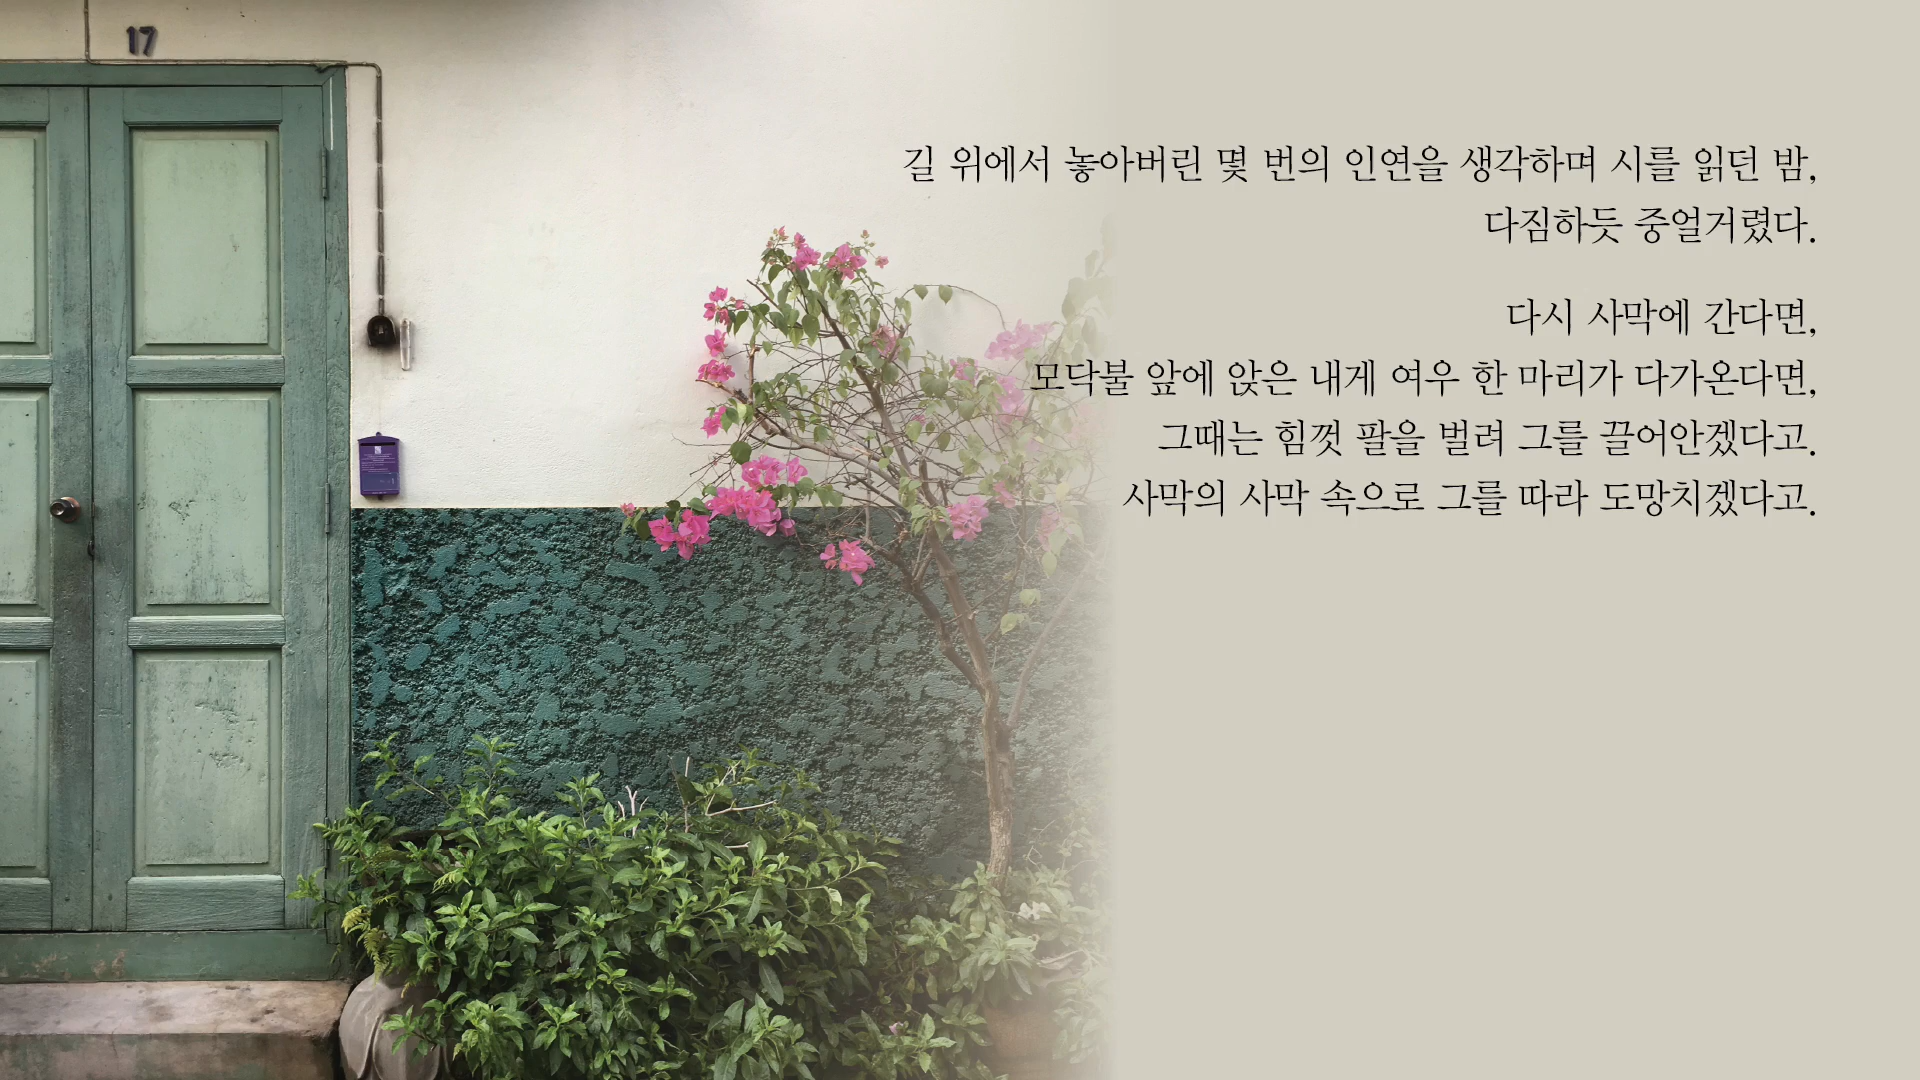 17
길 위에서 놓아버린 몇 번의 인연을 생각하며 시를 읽던 밤,
다짐하듯 중얼거렸다.
다시 사막에 간다면,
모닥불 앞에 앉은 내게 여우 한 마리가 다가온다면,
그때는 힘껏 팔을 벌려 그를 끌어안겠다고.
사막의 사막 속으로 그를 따라 도망치겠다고.